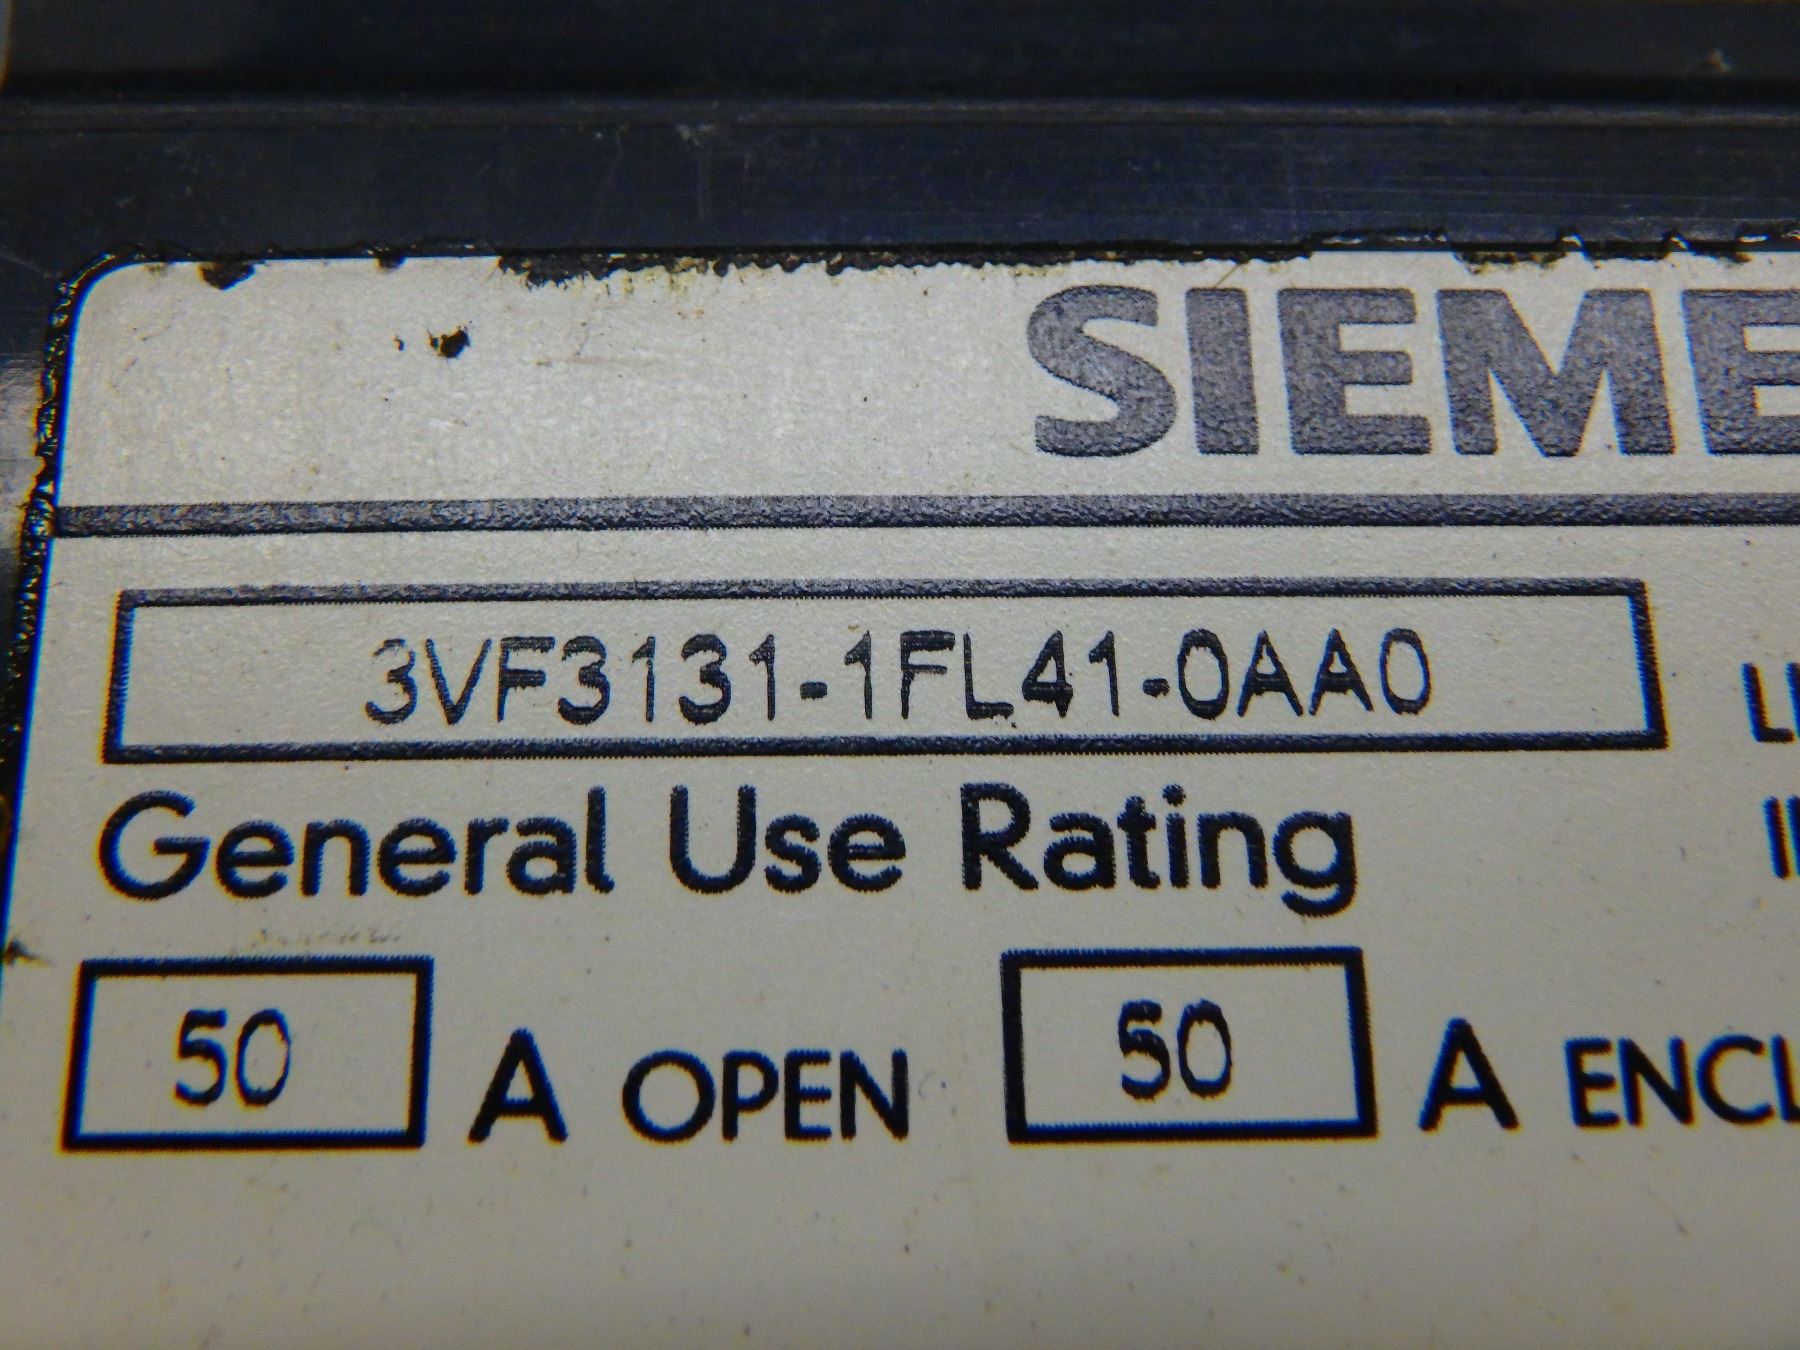 SIEME
3VF3131-1FL41-0AA0
General Use Rating
50 A OPEN 50 A ENCL